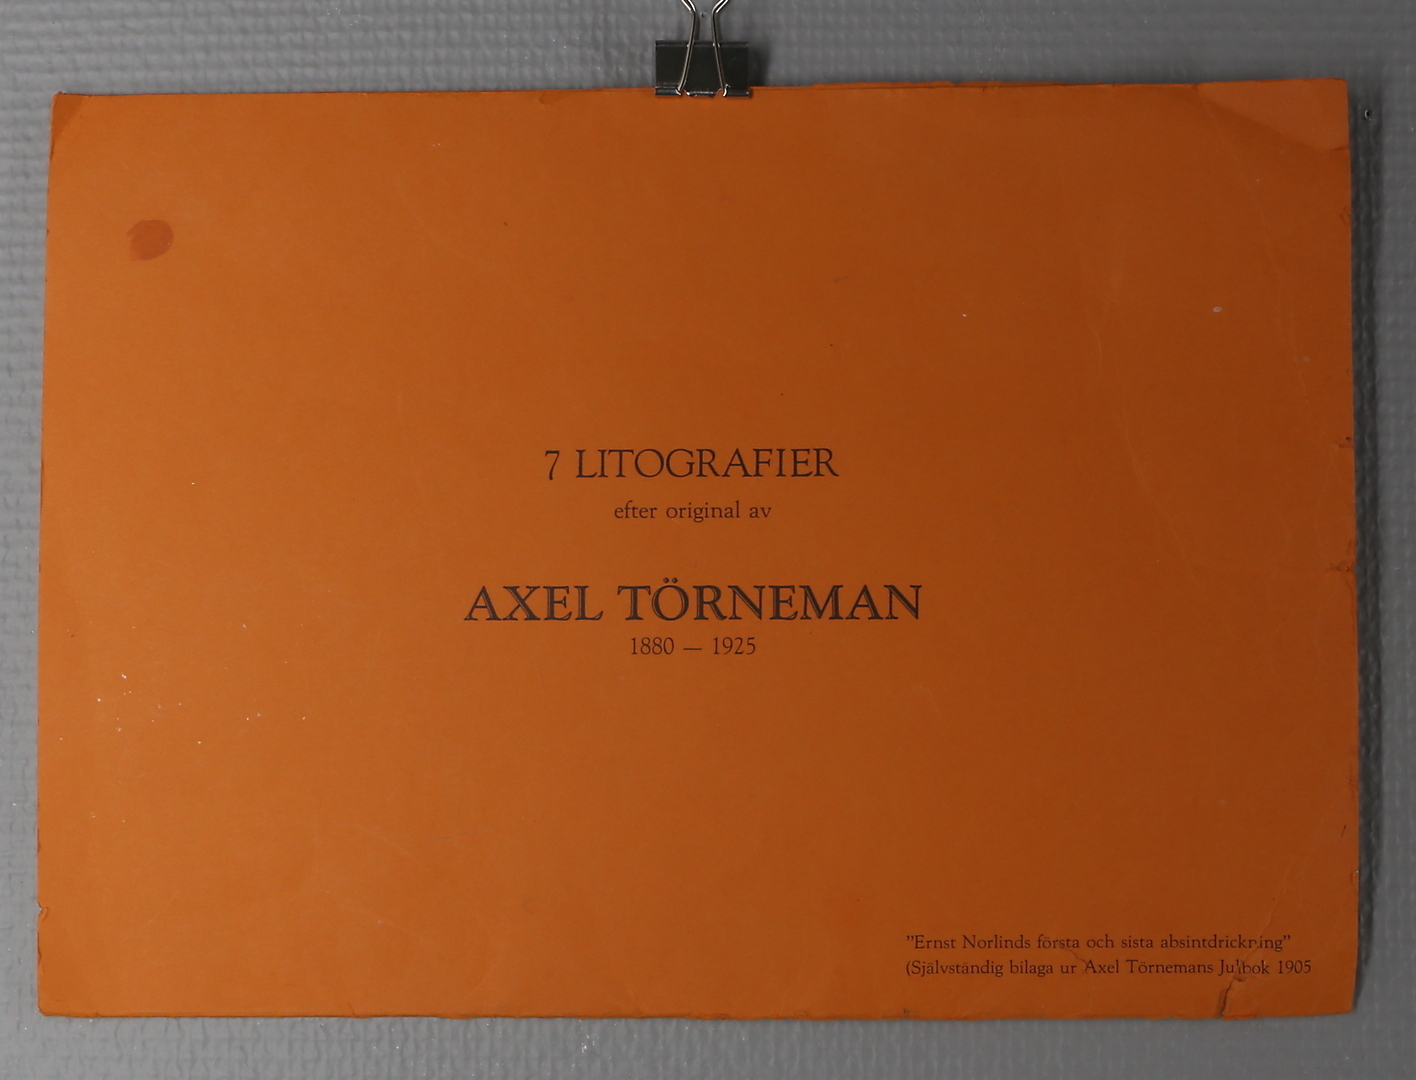 7 LITOGRAFIER
efter original av
AXEL TÖRNEMAN
1880 — 1925
"Ernst Norlinds första och sista absintdrickning"
(Självständig bilaga ur Axel Törnemans Julbok 1905